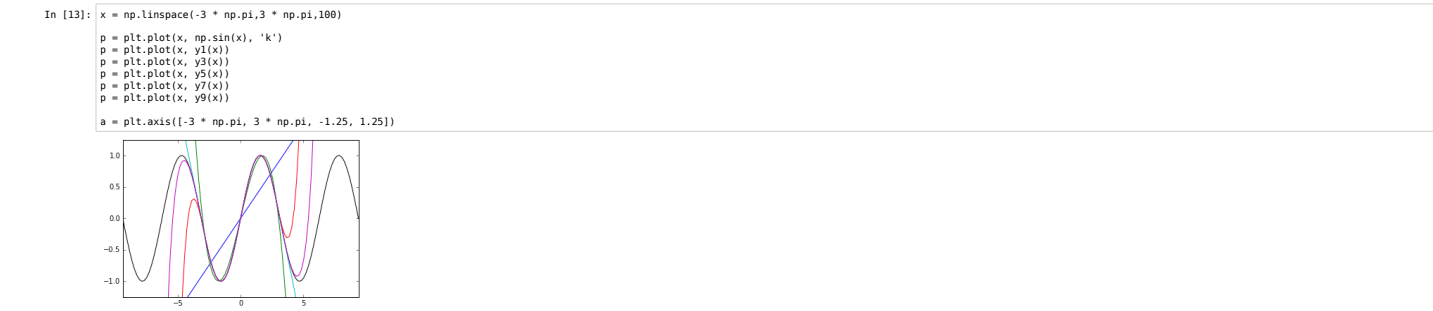 In [13]: x = np.linspace(-3 * np.pi,3 * np.pi,100)
p = plt.plot(x, np.sin(x), 'k')
p = plt.plot(x, y1(x))
p = plt.plot(x, y3(x))
p = plt.plot(x, y5(x))
p = plt.plot(x, y7(x))
p = plt.plot(x, y9(x))
a = plt.axis([-3 * np.pi, 3 * np.pi, -1.25, 1.25])
1.0
0.5
0.0
−0.5
−1.0
−5 0 5